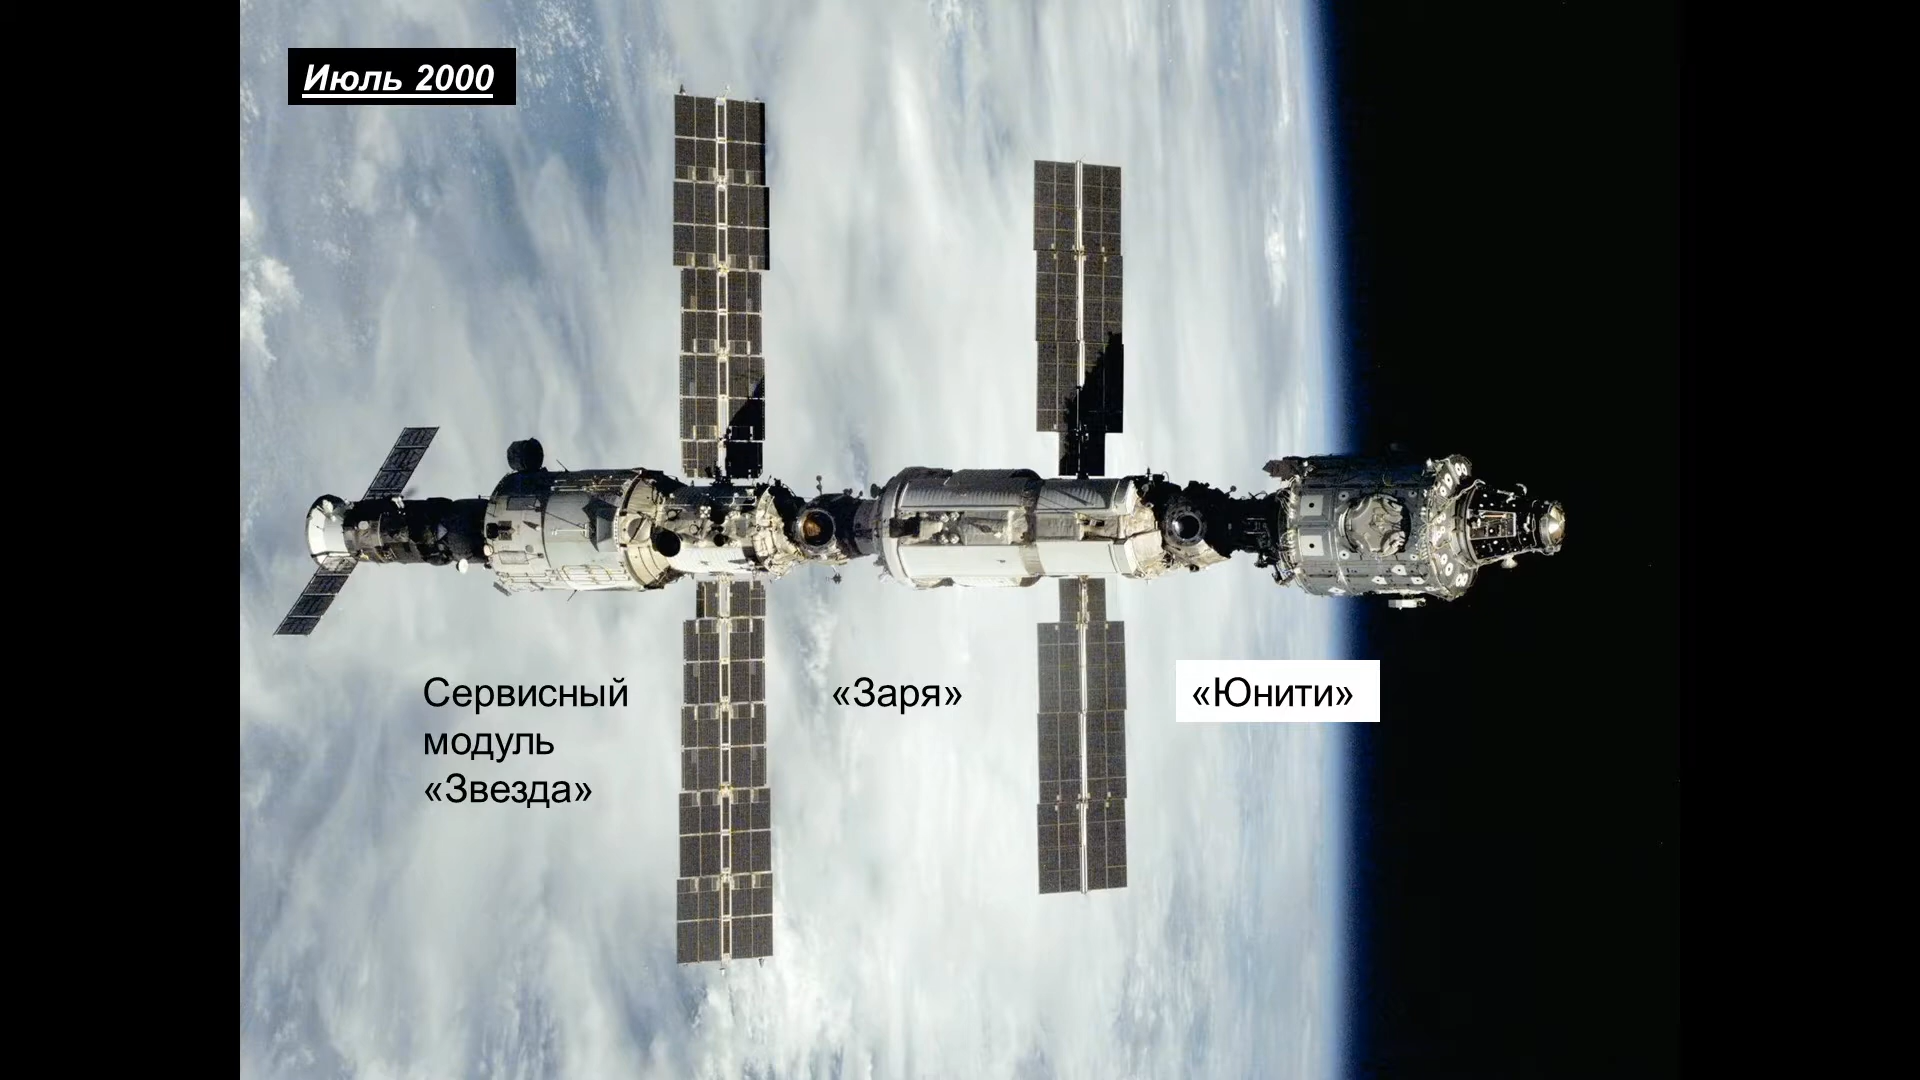 Июль 2000
Сервисный
модуль
«Звезда»
«Заря»
«Юнити»